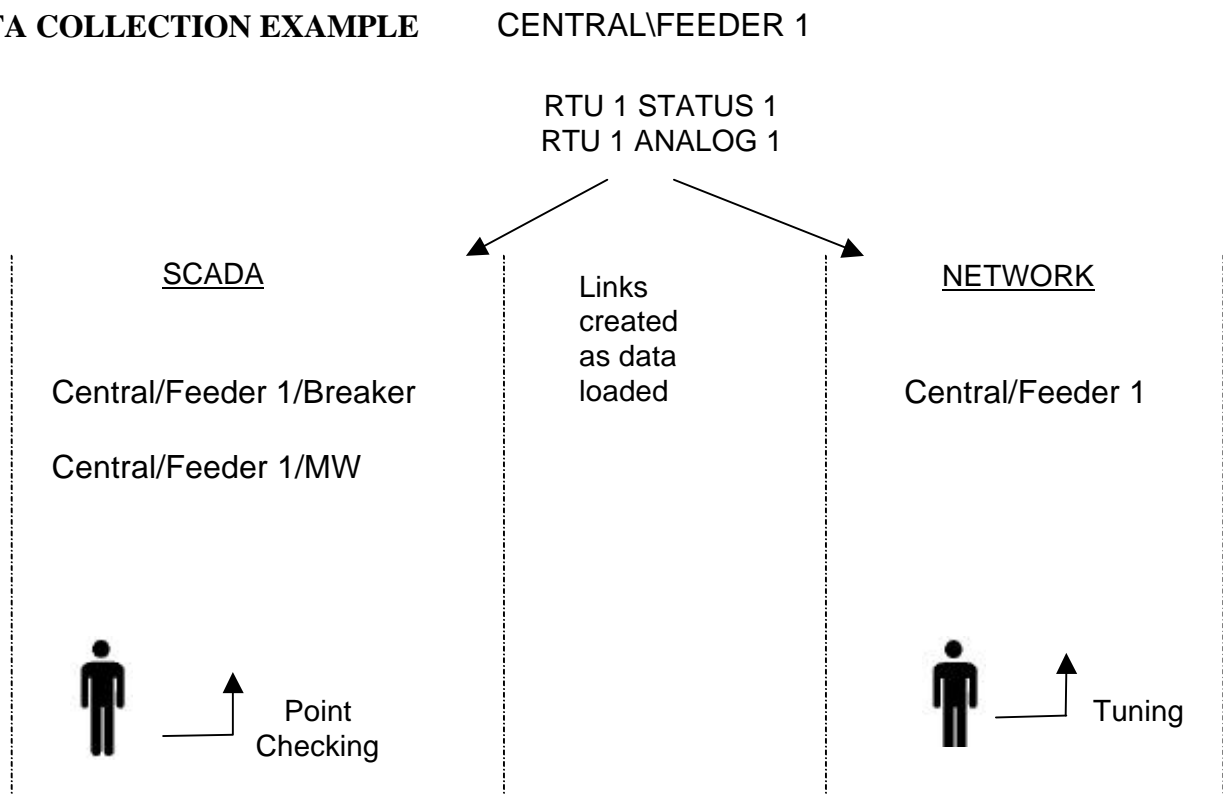 TA COLLECTION EXAMPLE CENTRAL\FEEDER 1
RTU 1 STATUS 1
RTU 1 ANALOG 1
SCADA
Links
created
as data
loaded
NETWORK
Central/Feeder 1/Breaker
Central/Feeder 1/MW
Central/Feeder 1
Point
Checking
Tuning